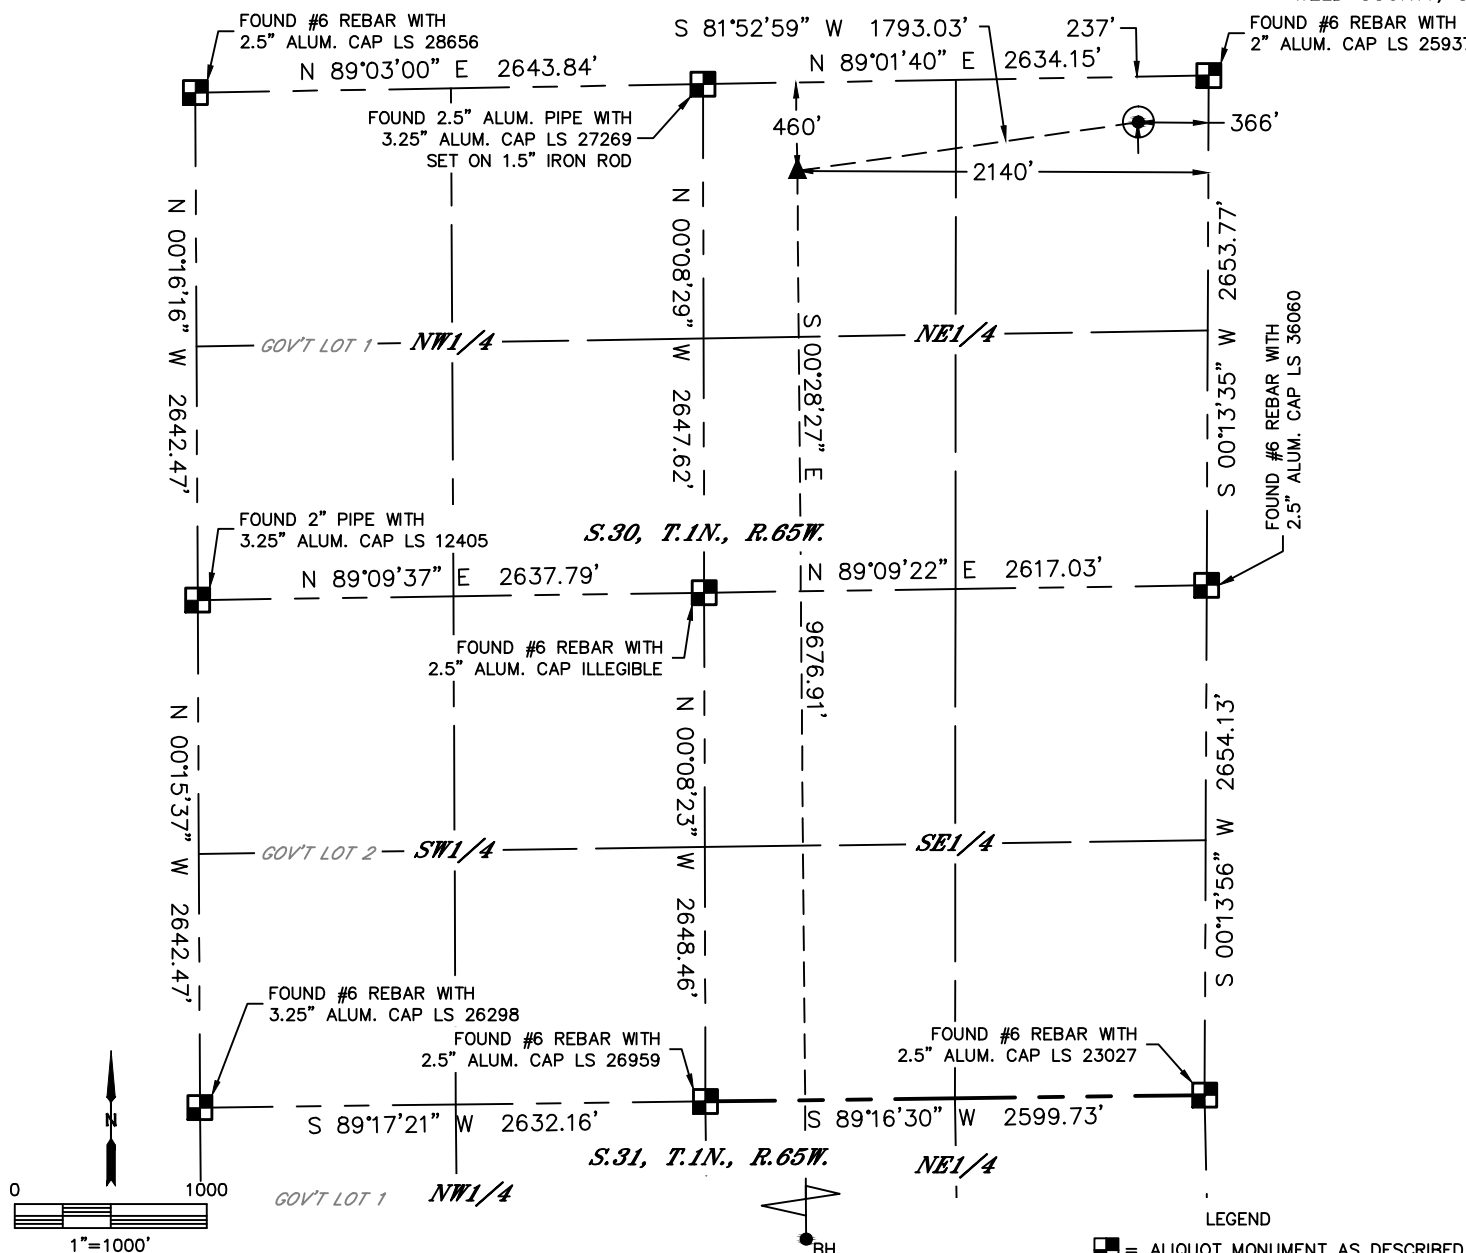 FOUND #6 REBAR WITH
2.5” ALUM. CAP LS 28656
N 89°03’00” E 2643.84’
S 81°52’59” W 1793.03’
237’
N 89°01’40” E 2634.15’
FOUND #6 REBAR WITH
2” ALUM. CAP LS 25937
FOUND 2.5” ALUM. PIPE WITH
3.25” ALUM. CAP LS 27269
SET ON 1.5” IRON ROD
460’
366’
2140’
N 00°16’16” W 2642.47’
N 00°08’29” W 2647.62’
S 00°28’27” E 9676.91’
S 00°13’35” W 2653.77’
GOV'T LOT 1
NW1/4
NE1/4
FOUND #6 REBAR WITH
2.5” ALUM. CAP LS 36060
FOUND 2” PIPE WITH
3.25” ALUM. CAP LS 12405
S.30, T.1N., R.65W.
N 89°09’37” E 2637.79’
N 89°09’22” E 2617.03’
FOUND #6 REBAR WITH
2.5” ALUM. CAP ILLEGIBLE
N 00°15’37” W 2642.47’
N 00°08’23” W 2648.46’
S 00°13’56” W 2654.13’
GOV'T LOT 2
SW1/4
SE1/4
FOUND #6 REBAR WITH
3.25” ALUM. CAP LS 26298
FOUND #6 REBAR WITH
2.5” ALUM. CAP LS 26959
FOUND #6 REBAR WITH
2.5” ALUM. CAP LS 23027
S 89°17’21” W 2632.16’
S 89°16’30” W 2599.73’
S.31, T.1N., R.65W.
NE1/4
GOV'T LOT 1
NW1/4
N
0 1000
1”=1000’
BH
LEGEND
= ALIQUOT MONUMENT AS DESCRIBED